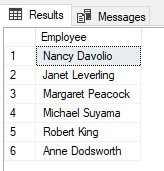 Results Messages
Employee
1 Nancy Davolio
2 Janet Leverling
3 Margaret Peacock
4 Michael Suyama
5 Robert King
6 Anne Dodsworth